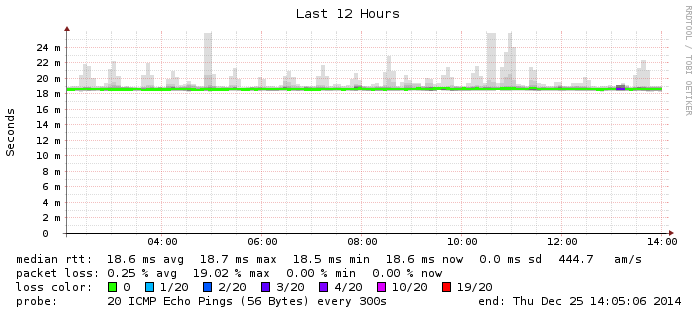 Last 12 Hours
RRDTOOL / TOBI OETIKER
Seconds
24 m
22 m
20 m
18 m
16 m
14 m
12 m
10 m
8 m
6 m
4 m
2 m
0
04:00 06:00 08:00 10:00 12:00 14:00
median rtt: 18.6 ms avg 18.7 ms max 18.5 ms min 18.6 ms now 0.0 ms sd 444.7 am/s
packet loss: 0.25 % avg 19.02 % max 0.00 % min 0.00 % now
loss color: 0 1/20 2/20 3/20 4/20 10/20 19/20
probe: 20 ICMP Echo Pings (56 Bytes) every 300s end: Thu Dec 25 14:05:06 2014